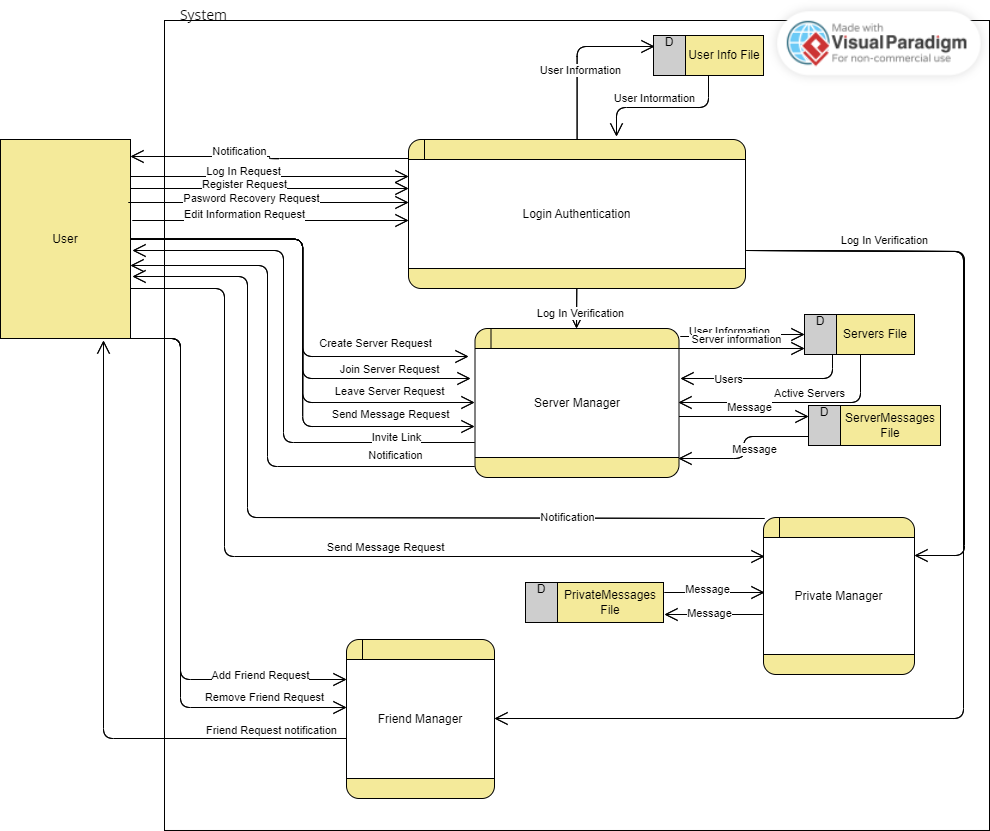 System
Made with
VisualParadigm
For non-commercial use
D
User Info File
User Information
User Information
Notification
Log In Request
Register Request
Pasword Recovery Request
Edit Information Request
Login Authentication
User
Log In Verification
Log In Verification
D
Servers File
User Information
Server information
Create Server Request
Join Server Request
Users
Leave Server Request
Active Servers
Server Manager
Message
D
ServerMessages
File
Send Message Request
Invite Link
Message
Notification
Notification
Send Message Request
D
PrivateMessages
File
Message
Message
Private Manager
Add Friend Request
Remove Friend Request
Friend Manager
Friend Request notification